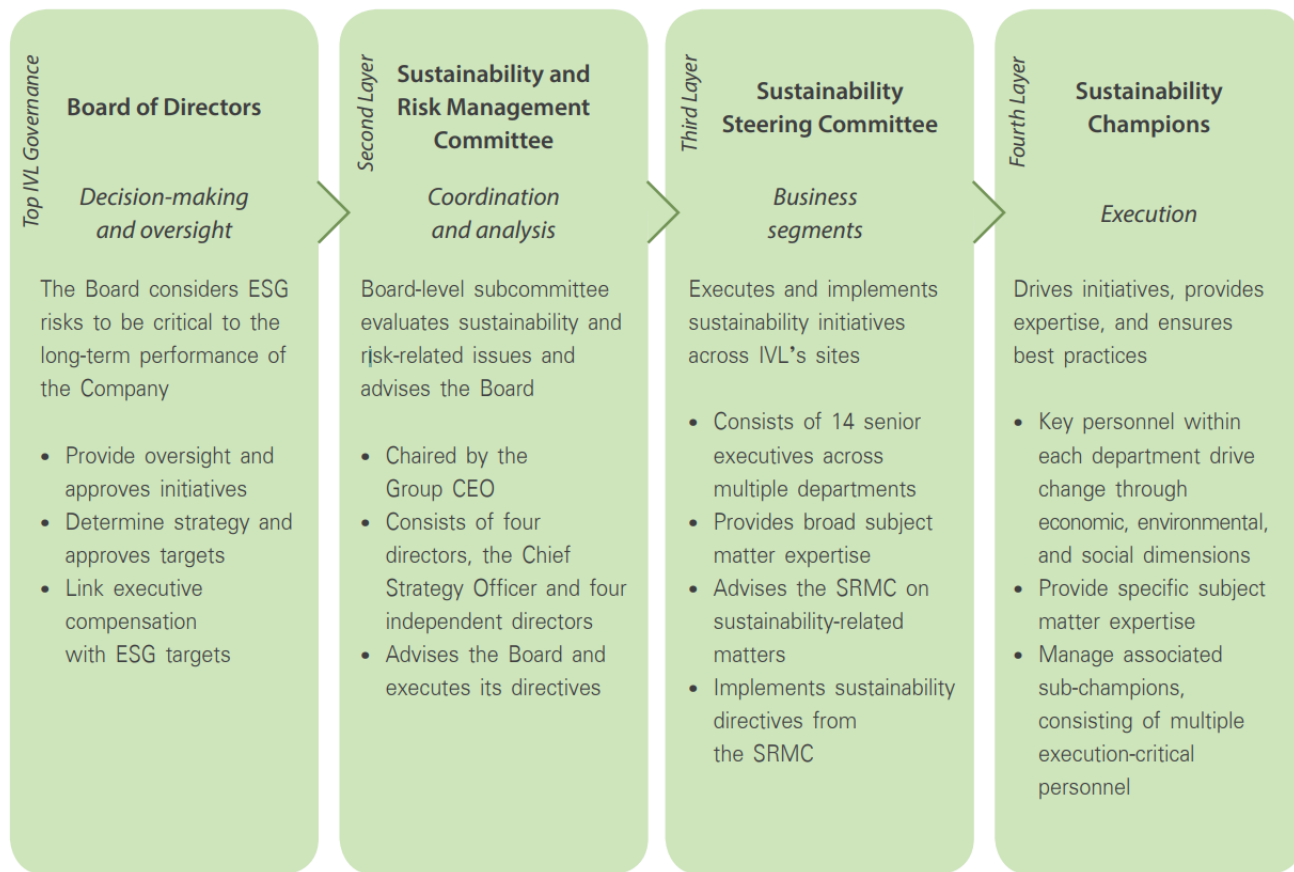 Top IVL Governance
Board of Directors
Decision-making
and oversight
The Board considers ESG
risks to be critical to the
long-term performance of
the Company
• Provide oversight and
approves initiatives
• Determine strategy and
approves targets
• Link executive
compensation
with ESG targets
Second Layer
Sustainability and
Risk Management
Committee
Coordination
and analysis
Board-level subcommittee
evaluates sustainability and
risk-related issues and
advises the Board
• Chaired by the
Group CEO
• Consists of four
directors, the Chief
Strategy Officer and four
independent directors
• Advises the Board and
executes its directives
Third Layer
Sustainability
Steering Committee
Business
segments
Executes and implements
sustainability initiatives
across IVL's sites
• Consists of 14 senior
executives across
multiple departments
• Provides broad subject
matter expertise
• Advises the SRMC on
sustainability-related
matters
• Implements sustainability
directives from
the SRMC
Fourth Layer
Sustainability
Champions
Execution
Drives initiatives, provides
expertise, and ensures
best practices
• Key personnel within
each department drive
change through
economic, environmental,
and social dimensions
• Provide specific subject
matter expertise
• Manage associated
sub-champions,
consisting of multiple
execution-critical
personnel